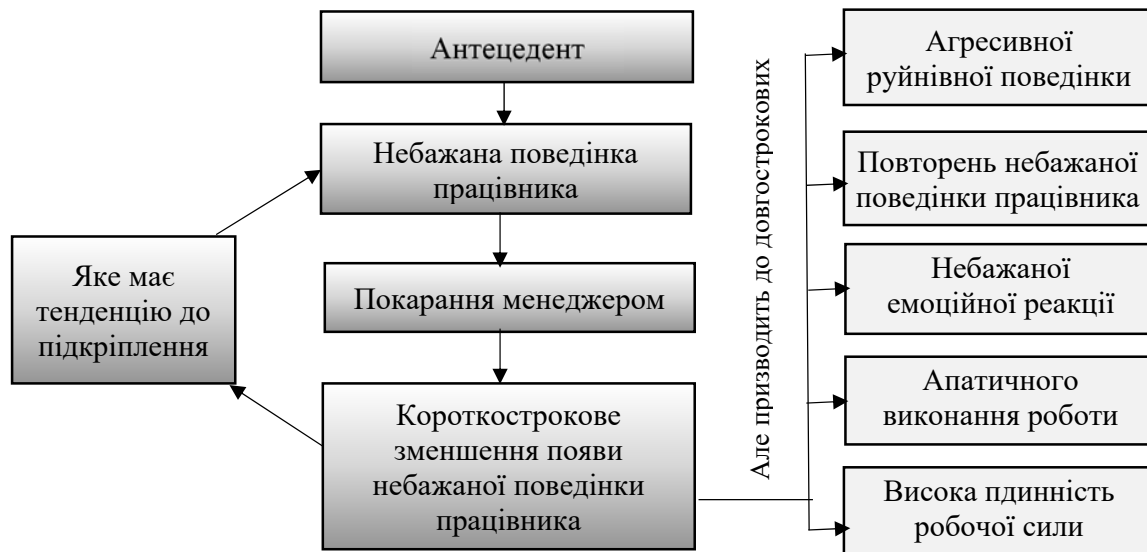 Антецедент
Небажана поведінка
працівника
Покарання менеджером
Короткострокове
зменшення появи
небажаної поведінки
працівника
Яке має
тенденцію до
підкріплення
Але призводить до довгострокових
Агресивної
руйнівної поведінки
Повторень небажаної
поведінки працівника
Небажаної
емоційної реакції
Апатичного
виконання роботи
Висока пдинність
робочої сили